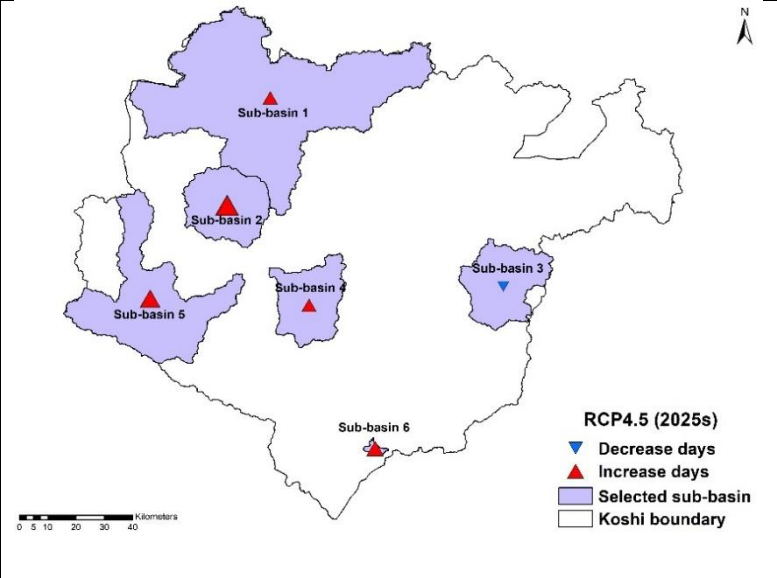 N
Sub-basin 1
Sub-basin 2
Sub-basin 3
Sub-basin 4
Sub-basin 5
Sub-basin 6
RCP4.5 (2025s)
Decrease days
Increase days
Selected sub-basin
Koshi boundary
Kilometers
0 5 10 20 30 40